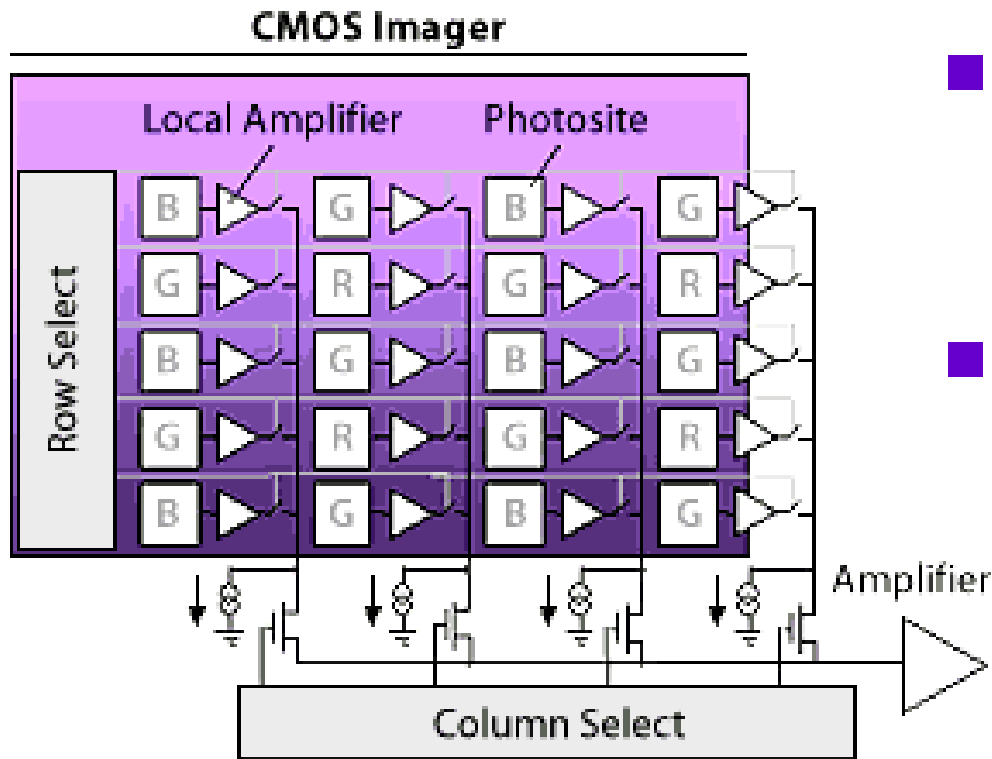 CMOS Imager
Local Amplifier Photosite
Row Select
B G B G
G R G R
B G B G
G R G R
B G B G
Amplifier
Column Select